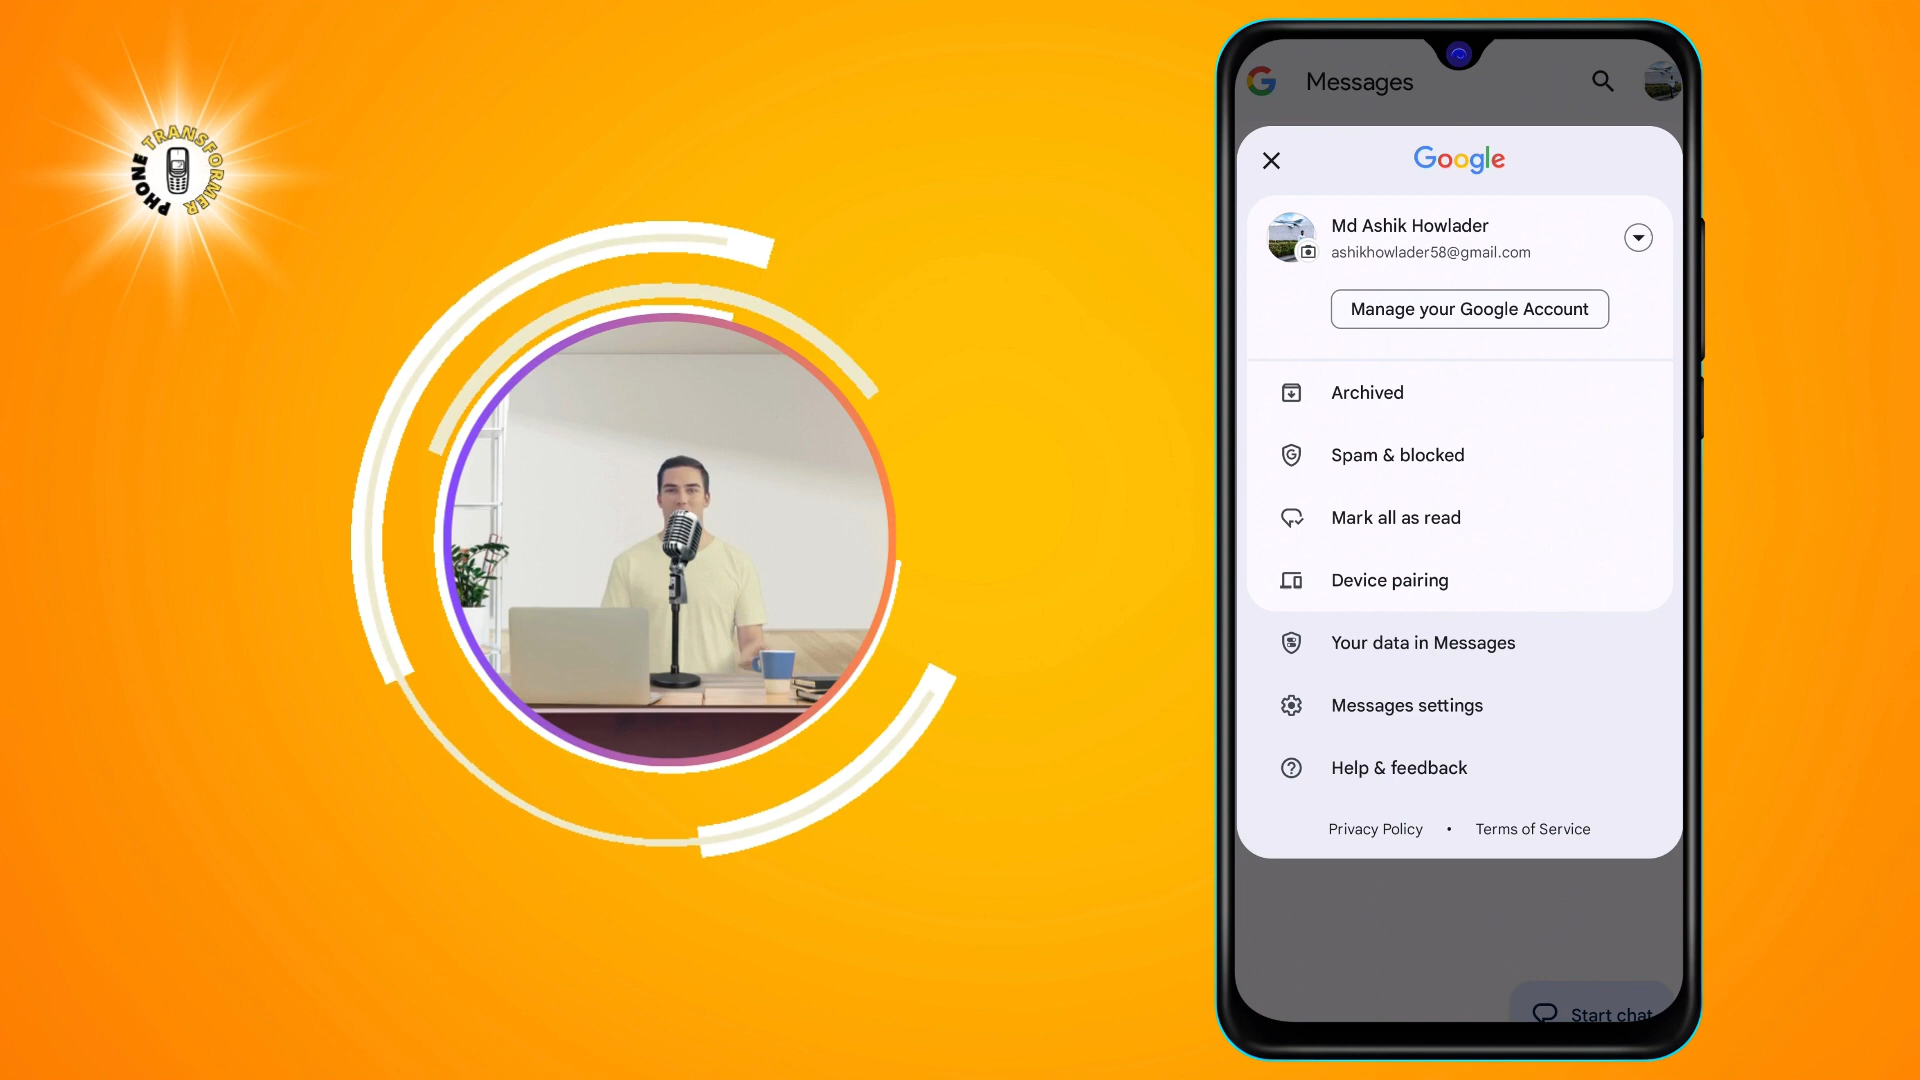 PHONE TRANSFORMER
Messages
Google
Md Ashik Howlader
ashikhowlader58@gmail.com
Manage your Google Account
Archived
Spam & blocked
Mark all as read
Device pairing
Your data in Messages
Messages settings
Help & feedback
Privacy Policy • Terms of Service
Start chat